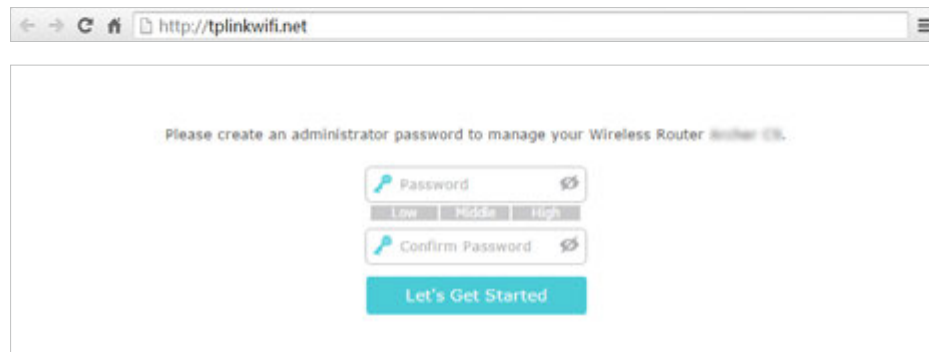 http://tplinkwifi.net
Please create an administrator password to manage your Wireless Router
Password
Low Middle High
Confirm Password
Let's Get Started